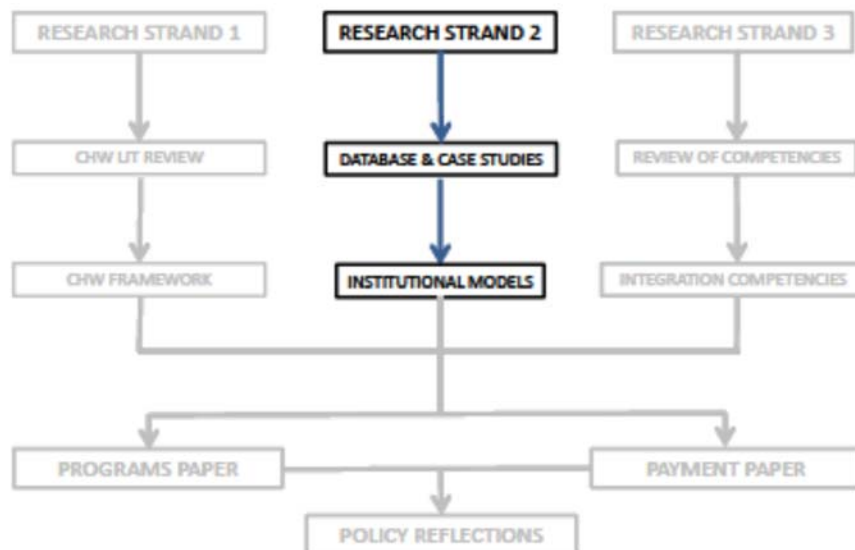 RESEARCH STRAND 1
RESEARCH STRAND 2
RESEARCH STRAND 3
CHW LIT REVIEW
DATABASE & CASE STUDIES
REVIEW OF COMPETENCIES
CHW FRAMEWORK
INSTITUTIONAL MODELS
INTEGRATION COMPETENCIES
PROGRAMS PAPER
PAYMENT PAPER
POLICY REFLECTIONS